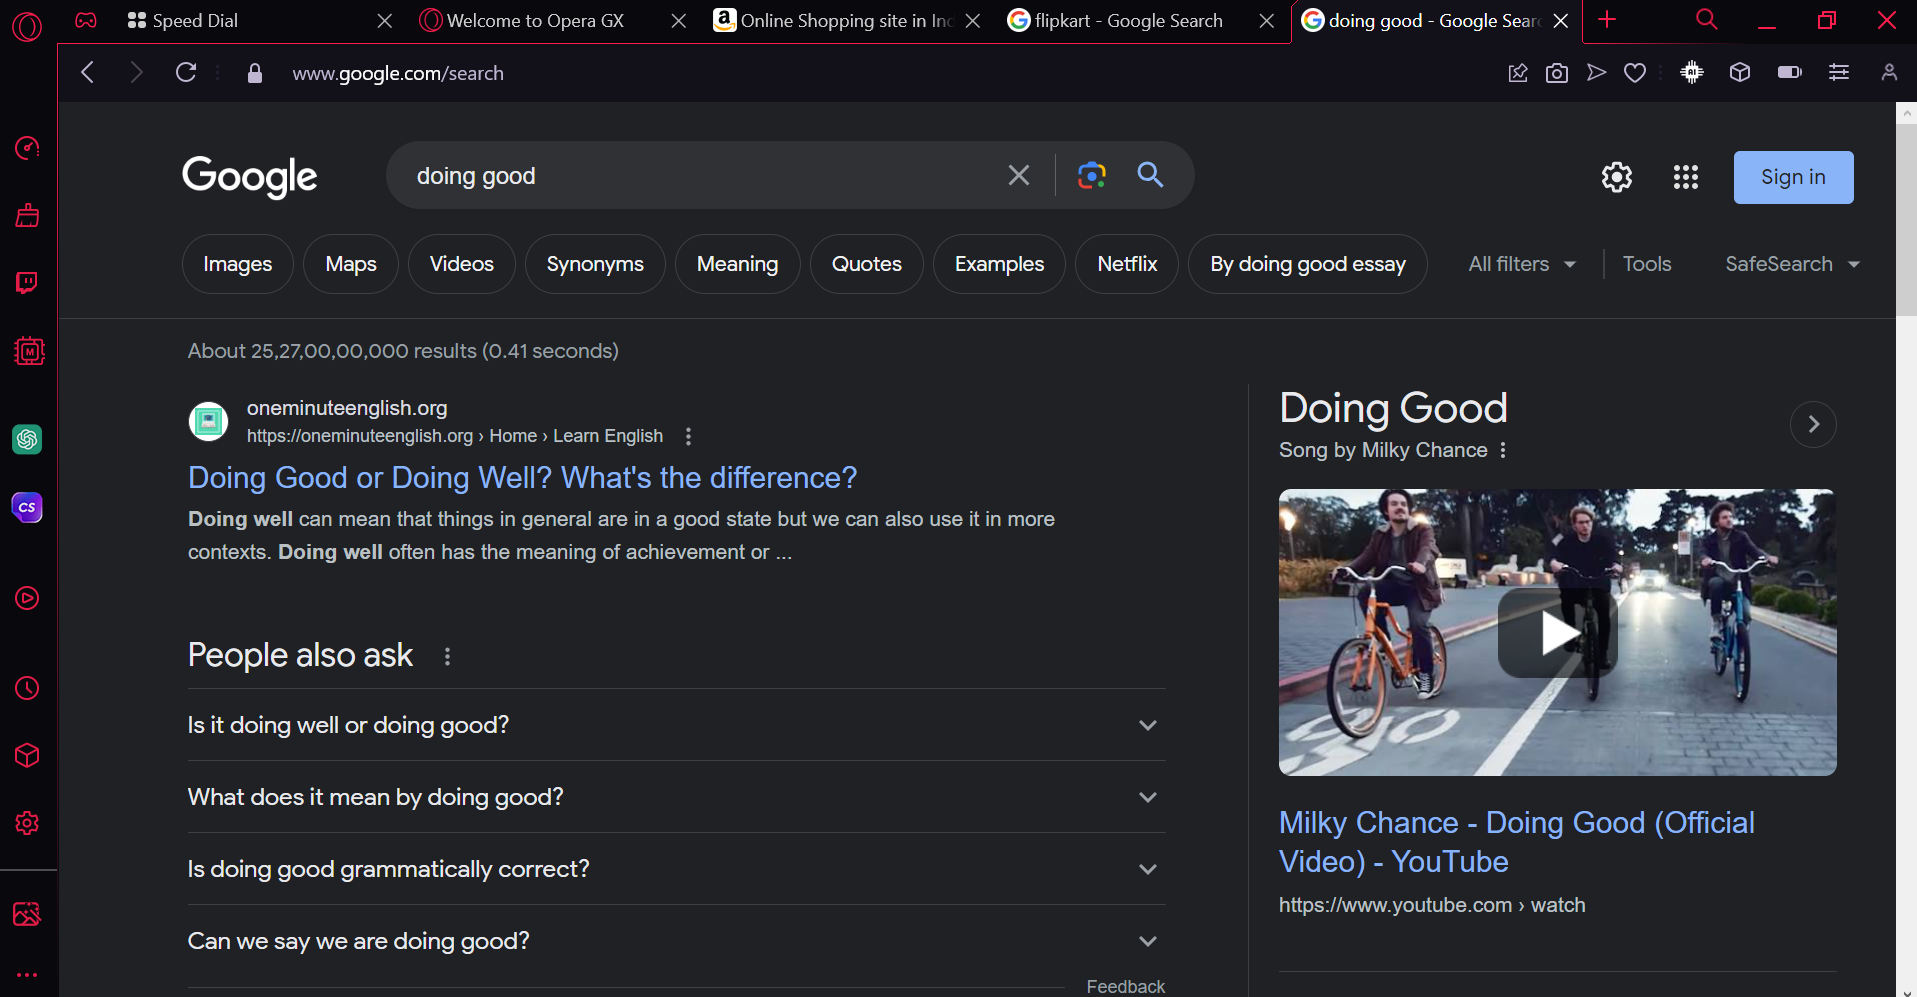 Speed Dial
Welcome to Opera GX
Online Shopping site in Inc
flipkart - Google Search
doing good - Google Sear
www.google.com/search
Google
doing good
Sign in
Images
Maps
Videos
Synonyms
Meaning
Quotes
Examples
Netflix
By doing good essay
All filters
Tools
SafeSearch
About 25,27,00,00,000 results (0.41 seconds)
oneminuteenglish.org
https://oneminuteenglish.org › Home › Learn English
Doing Good or Doing Well? What's the difference?
Doing well can mean that things in general are in a good state but we can also use it in more
contexts. Doing well often has the meaning of achievement or ...
People also ask
Is it doing well or doing good?
What does it mean by doing good?
Is doing good grammatically correct?
Can we say we are doing good?
Feedback
Doing Good
Song by Milky Chance
Milky Chance - Doing Good (Official
Video) - YouTube
https://www.youtube.com › watch
M
CS
AI